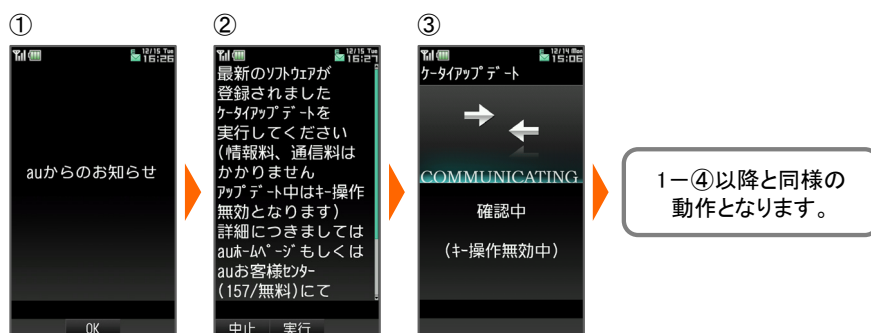 ①
②
③
12/15 Tue
16:26
auからのお知らせ
OK
12/15 Tue
16:27
最新のｿﾌﾄｳｪｱが
登録されました
ｹｰﾀｲｱｯﾌﾟﾃﾞｰﾄを
実行してください
(情報料、通信料は
かかりません
ｱｯﾌﾟﾃﾞｰﾄ中はｷｰ操作
無効となります)
詳細につきましては
auﾎｰﾑﾍﾟｰｼﾞもしくは
auお客様ｾﾝﾀｰ
(157/無料)にて
中止 実行
12/14 Mon
15:06
ｹｰﾀｲｱｯﾌﾟﾃﾞｰﾄ
COMMUNICATING
確認中
(ｷｰ操作無効中)
1－④以降と同様の
動作となります。